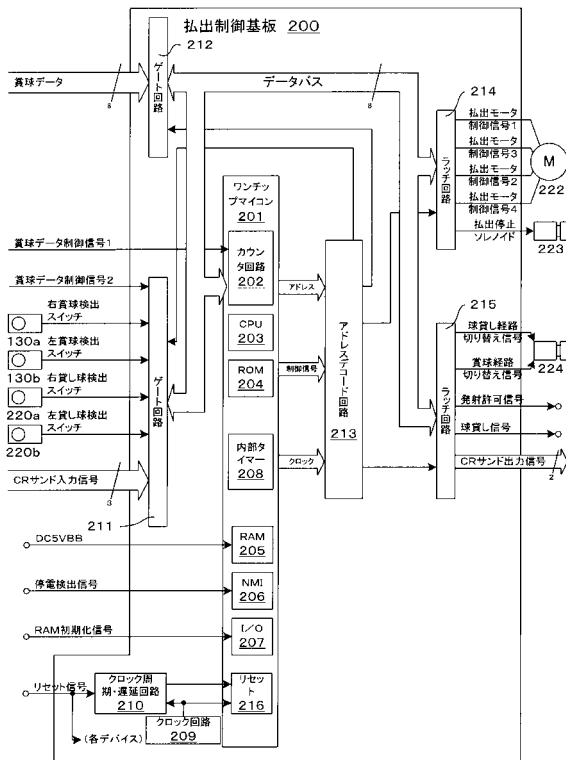 払出制御基板 200
212
ゲート回路
賞球データ
8
データバス
8
214
ラッチ回路
払出モータ
制御信号1
払出モータ
制御信号3
払出モータ
制御信号2
払出モータ
制御信号4
M
222
払出停止
ソレノイド
223
ワンチッ
プマイコン
201
賞球データ制御信号1
カウン
タ回路
202
アドレス
賞球データ制御信号2
右賞球検出
スイッチ
130a
左賞球検出
スイッチ
130b
右貸し球検出
スイッチ
220a
左貸し球検出
スイッチ
220b
ゲート回路
CRサンド入力信号
3
211
CPU
203
ROM
204
制御信号
アドレスデコード回路
213
内部タ
イマー
208
クロック
215
ラッチ回路
球貸し経路
切り替え信号
賞球経路
切り替え信号
224
発射許可信号
球貸し信号
CRサンド出力信号
2
DC5VBB
RAM
205
停電検出信号
NMI
206
RAM初期化信号
I/O
207
リセット信号
クロック周
期・遅延回路
210
リセッ
ト
216
クロック回路
209
(各デバイス)